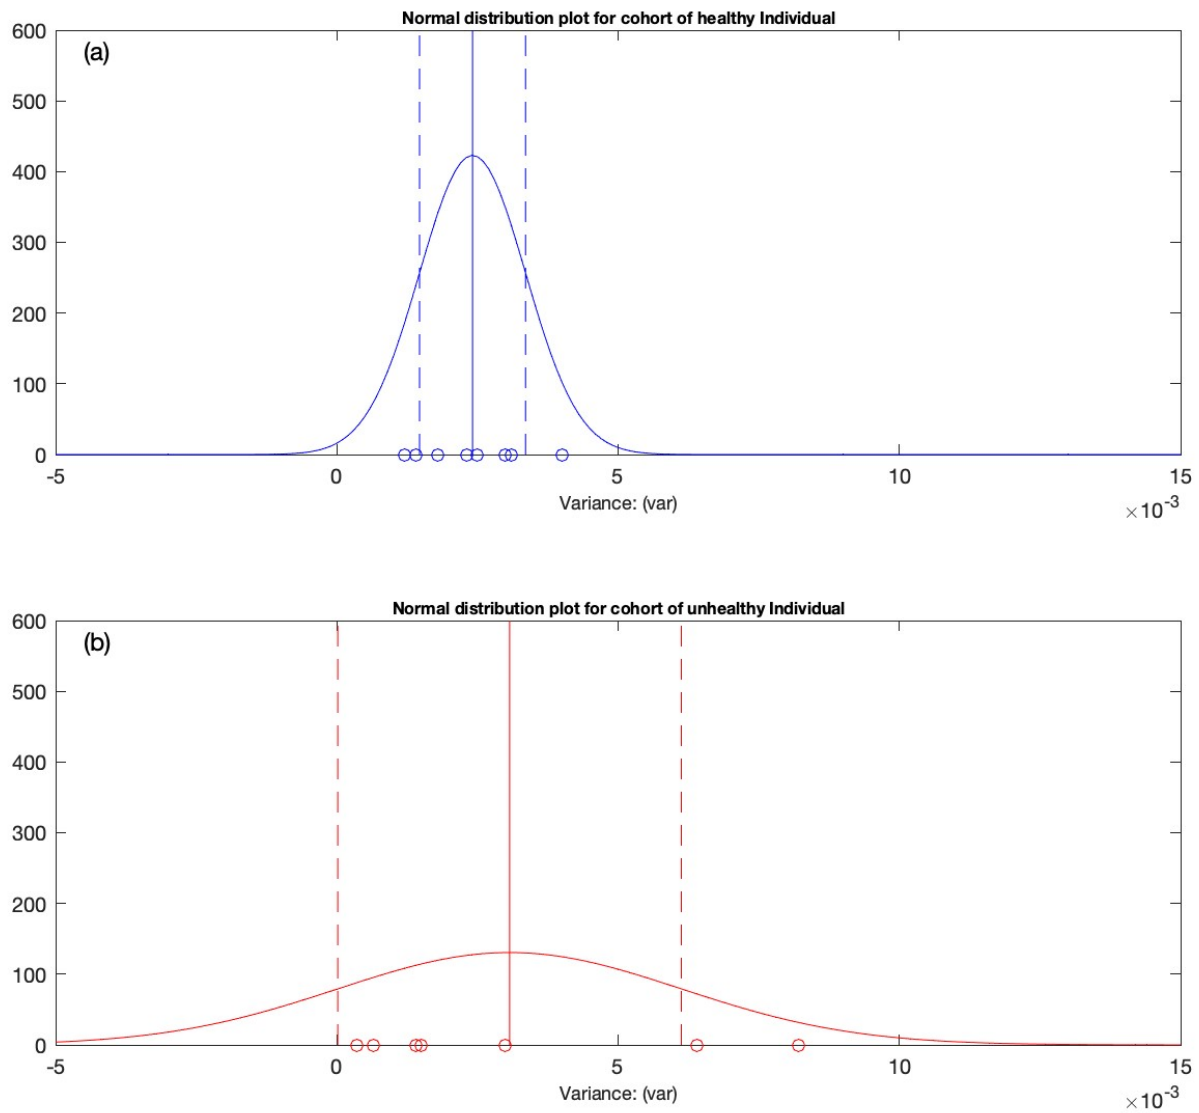 Normal distribution plot for cohort of healthy Individual
(a)
600
500
400
300
200
100
0
-5 0 5 10 15
Variance: (var)
×10^-3
Normal distribution plot for cohort of unhealthy Individual
(b)
600
500
400
300
200
100
0
-5 0 5 10 15
Variance: (var)
×10^-3